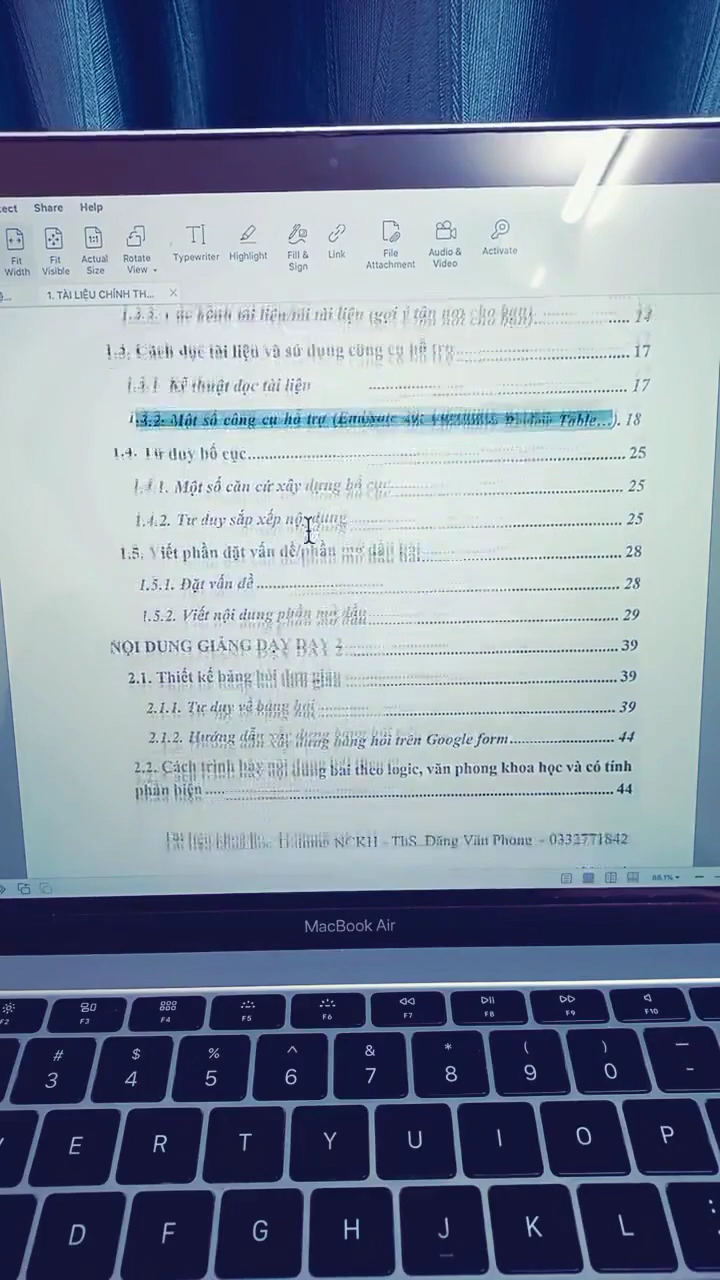 Share Help
Fit Width
Fit Visible
Actual Size
Rotate View
Typewriter
Highlight
Fill & Sign
Link
File Attachment
Audio & Video
Activate
1. TÀI LIỆU CHÍNH TH...
1.3. Cách đọc tài liệu và sử dụng công cụ hỗ trợ 17
1.3.1 Kỹ thuật đọc tài liệu 17
1.3.2. Một số công cụ hỗ trợ Table...). 18
1.4. Tư duy bố cục 25
1.4.1. Một số căn cứ xây dựng bố cục 25
1.4.2. Tư duy sắp xếp nội dung 25
1.5. Viết phần đặt vấn đề/phần mở đầu bài 28
1.5.1. Đặt vấn đề 28
1.5.2. Viết nội dung phần mở đầu 29
NỘI DUNG GIẢNG DẠY DAY 2 39
2.1. Thiết kế bảng hỏi đơn giản 39
2.1.1. Tư duy về bảng hỏi 39
2.1.2. Hướng dẫn xây dựng bảng hỏi trên Google form 44
2.2. Cách trình bày nội dung bài theo logic, văn phong khoa học và có tính
phản biện 44
NCKH - ThS. Đặng Văn Phong - 0332771842
88.1%
MacBook Air
F2 F3 F4 F5 F6 F7 F8 F9 F10
# $ % ^ & * ( ) —
3 4 5 6 7 8 9 0 -
E R T Y U I O P
D F G H J K L